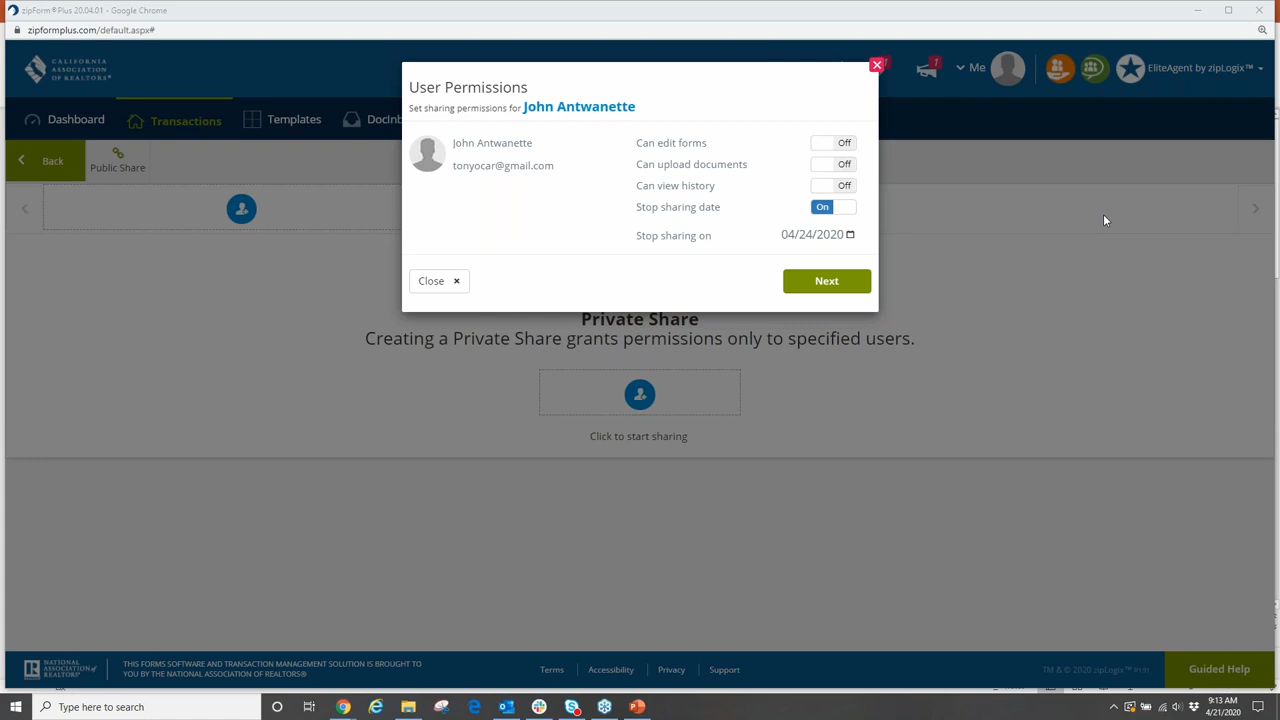 zipForm® Plus 20.04.01 - Google Chrome
zipformplus.com/default.aspx#
CALIFORNIA
ASSOCIATION
OF REALTORS®
1
1
Me
EliteAgent by zipLogix™
Dashboard
Transactions
Templates
DocInb
Back
Public Share
User Permissions
Set sharing permissions for John Antwanette
John Antwanette
tonyocar@gmail.com
Can edit forms Off
Can upload documents Off
Can view history Off
Stop sharing date On
Stop sharing on 04/24/2020
Close ×
Next
Private Share
Creating a Private Share grants permissions only to specified users.
Click to start sharing
NATIONAL
ASSOCIATION
OF REALTORS®
THIS FORMS SOFTWARE AND TRANSACTION MANAGEMENT SOLUTION IS BROUGHT TO
YOU BY THE NATIONAL ASSOCIATION OF REALTORS®
Terms
Accessibility
Privacy
Support
TM & © 2020 zipLogix™
Guided Help
Type here to search
9:13 AM
4/21/2020